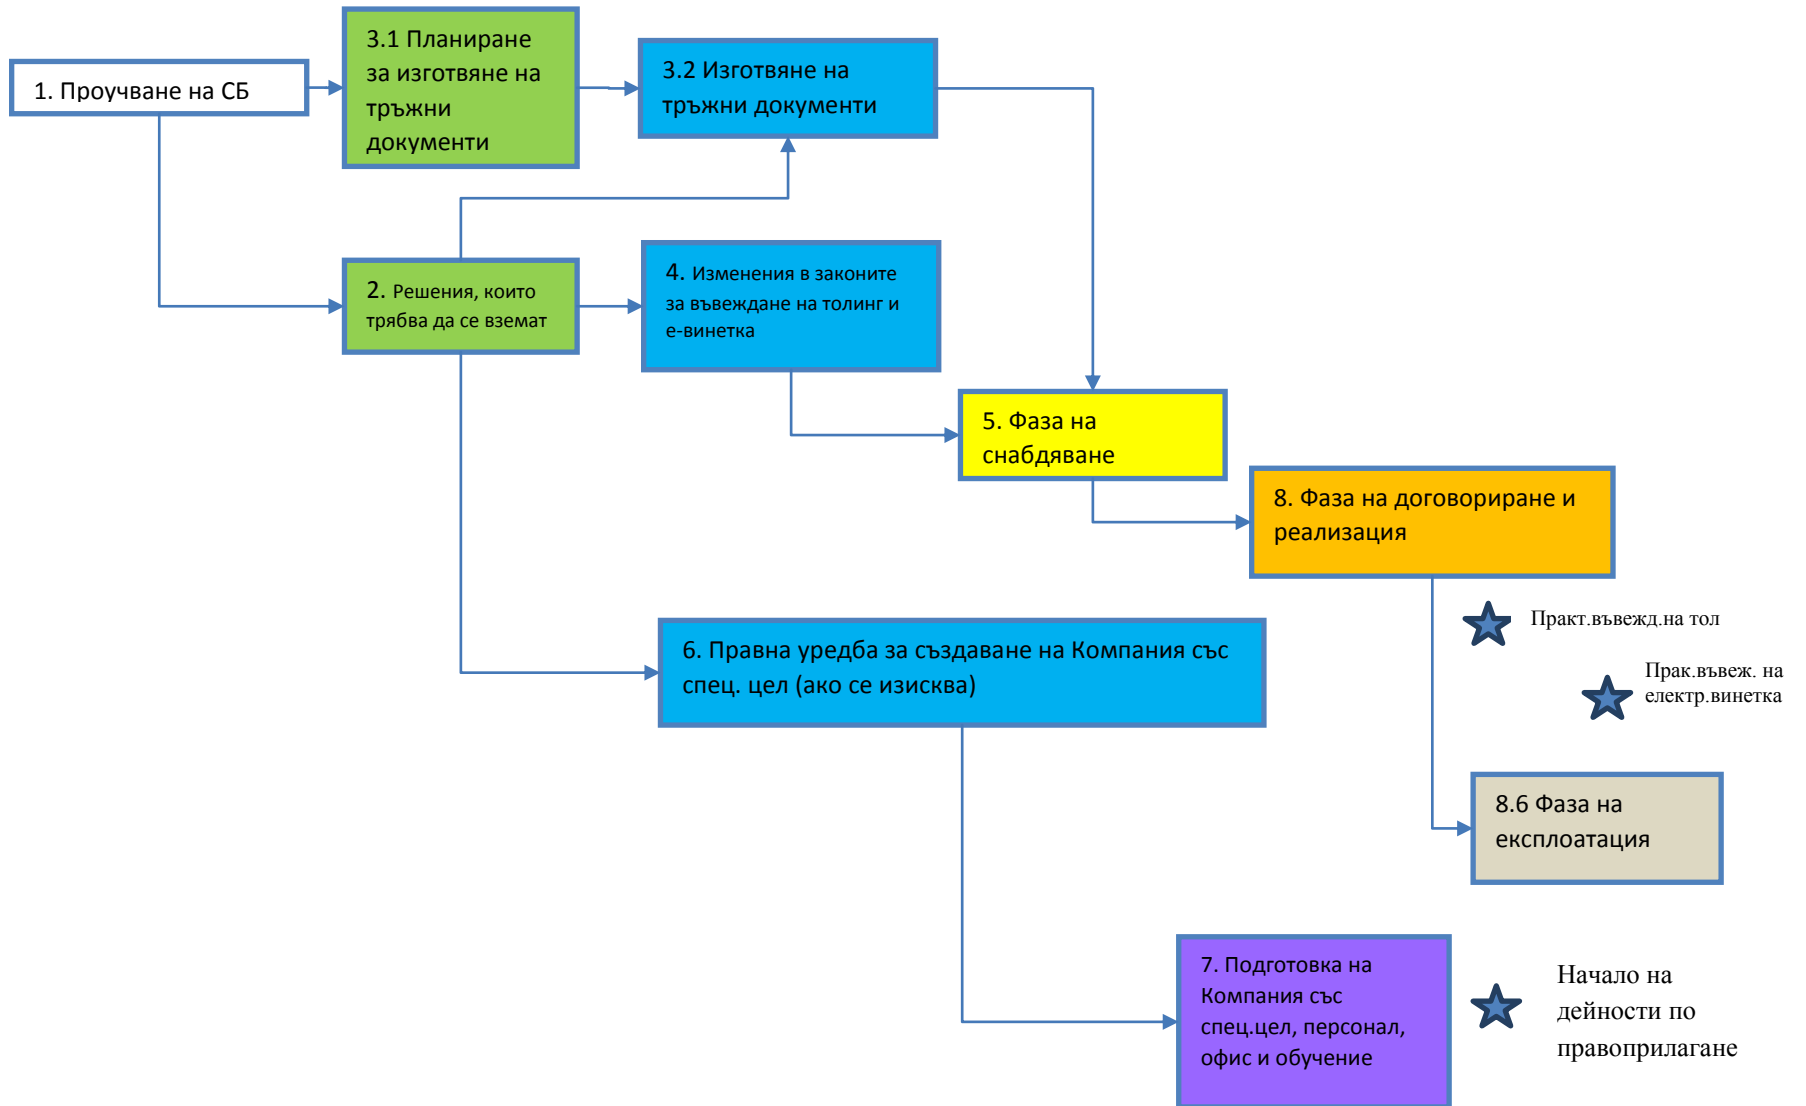 1. Проучване на СБ
3.1 Планиране
за изготвяне на
тръжни
документи
3.2 Изготвяне на
тръжни документи
2. Решения, които
трябва да се вземат
4. Изменения в законите
за въвеждане на толинг и
е-винетка
5. Фаза на
снабдяване
8. Фаза на договориране и
реализация
Практ.въвежд.на тол
Прак.въвеж. на
електр.винетка
6. Правна уредба за създаване на Компания със
спец. цел (ако се изисква)
8.6 Фаза на
експлоатация
7. Подготовка на
Компания със
спец.цел, персонал,
офис и обучение
Начало на
дейности по
правоприлагане